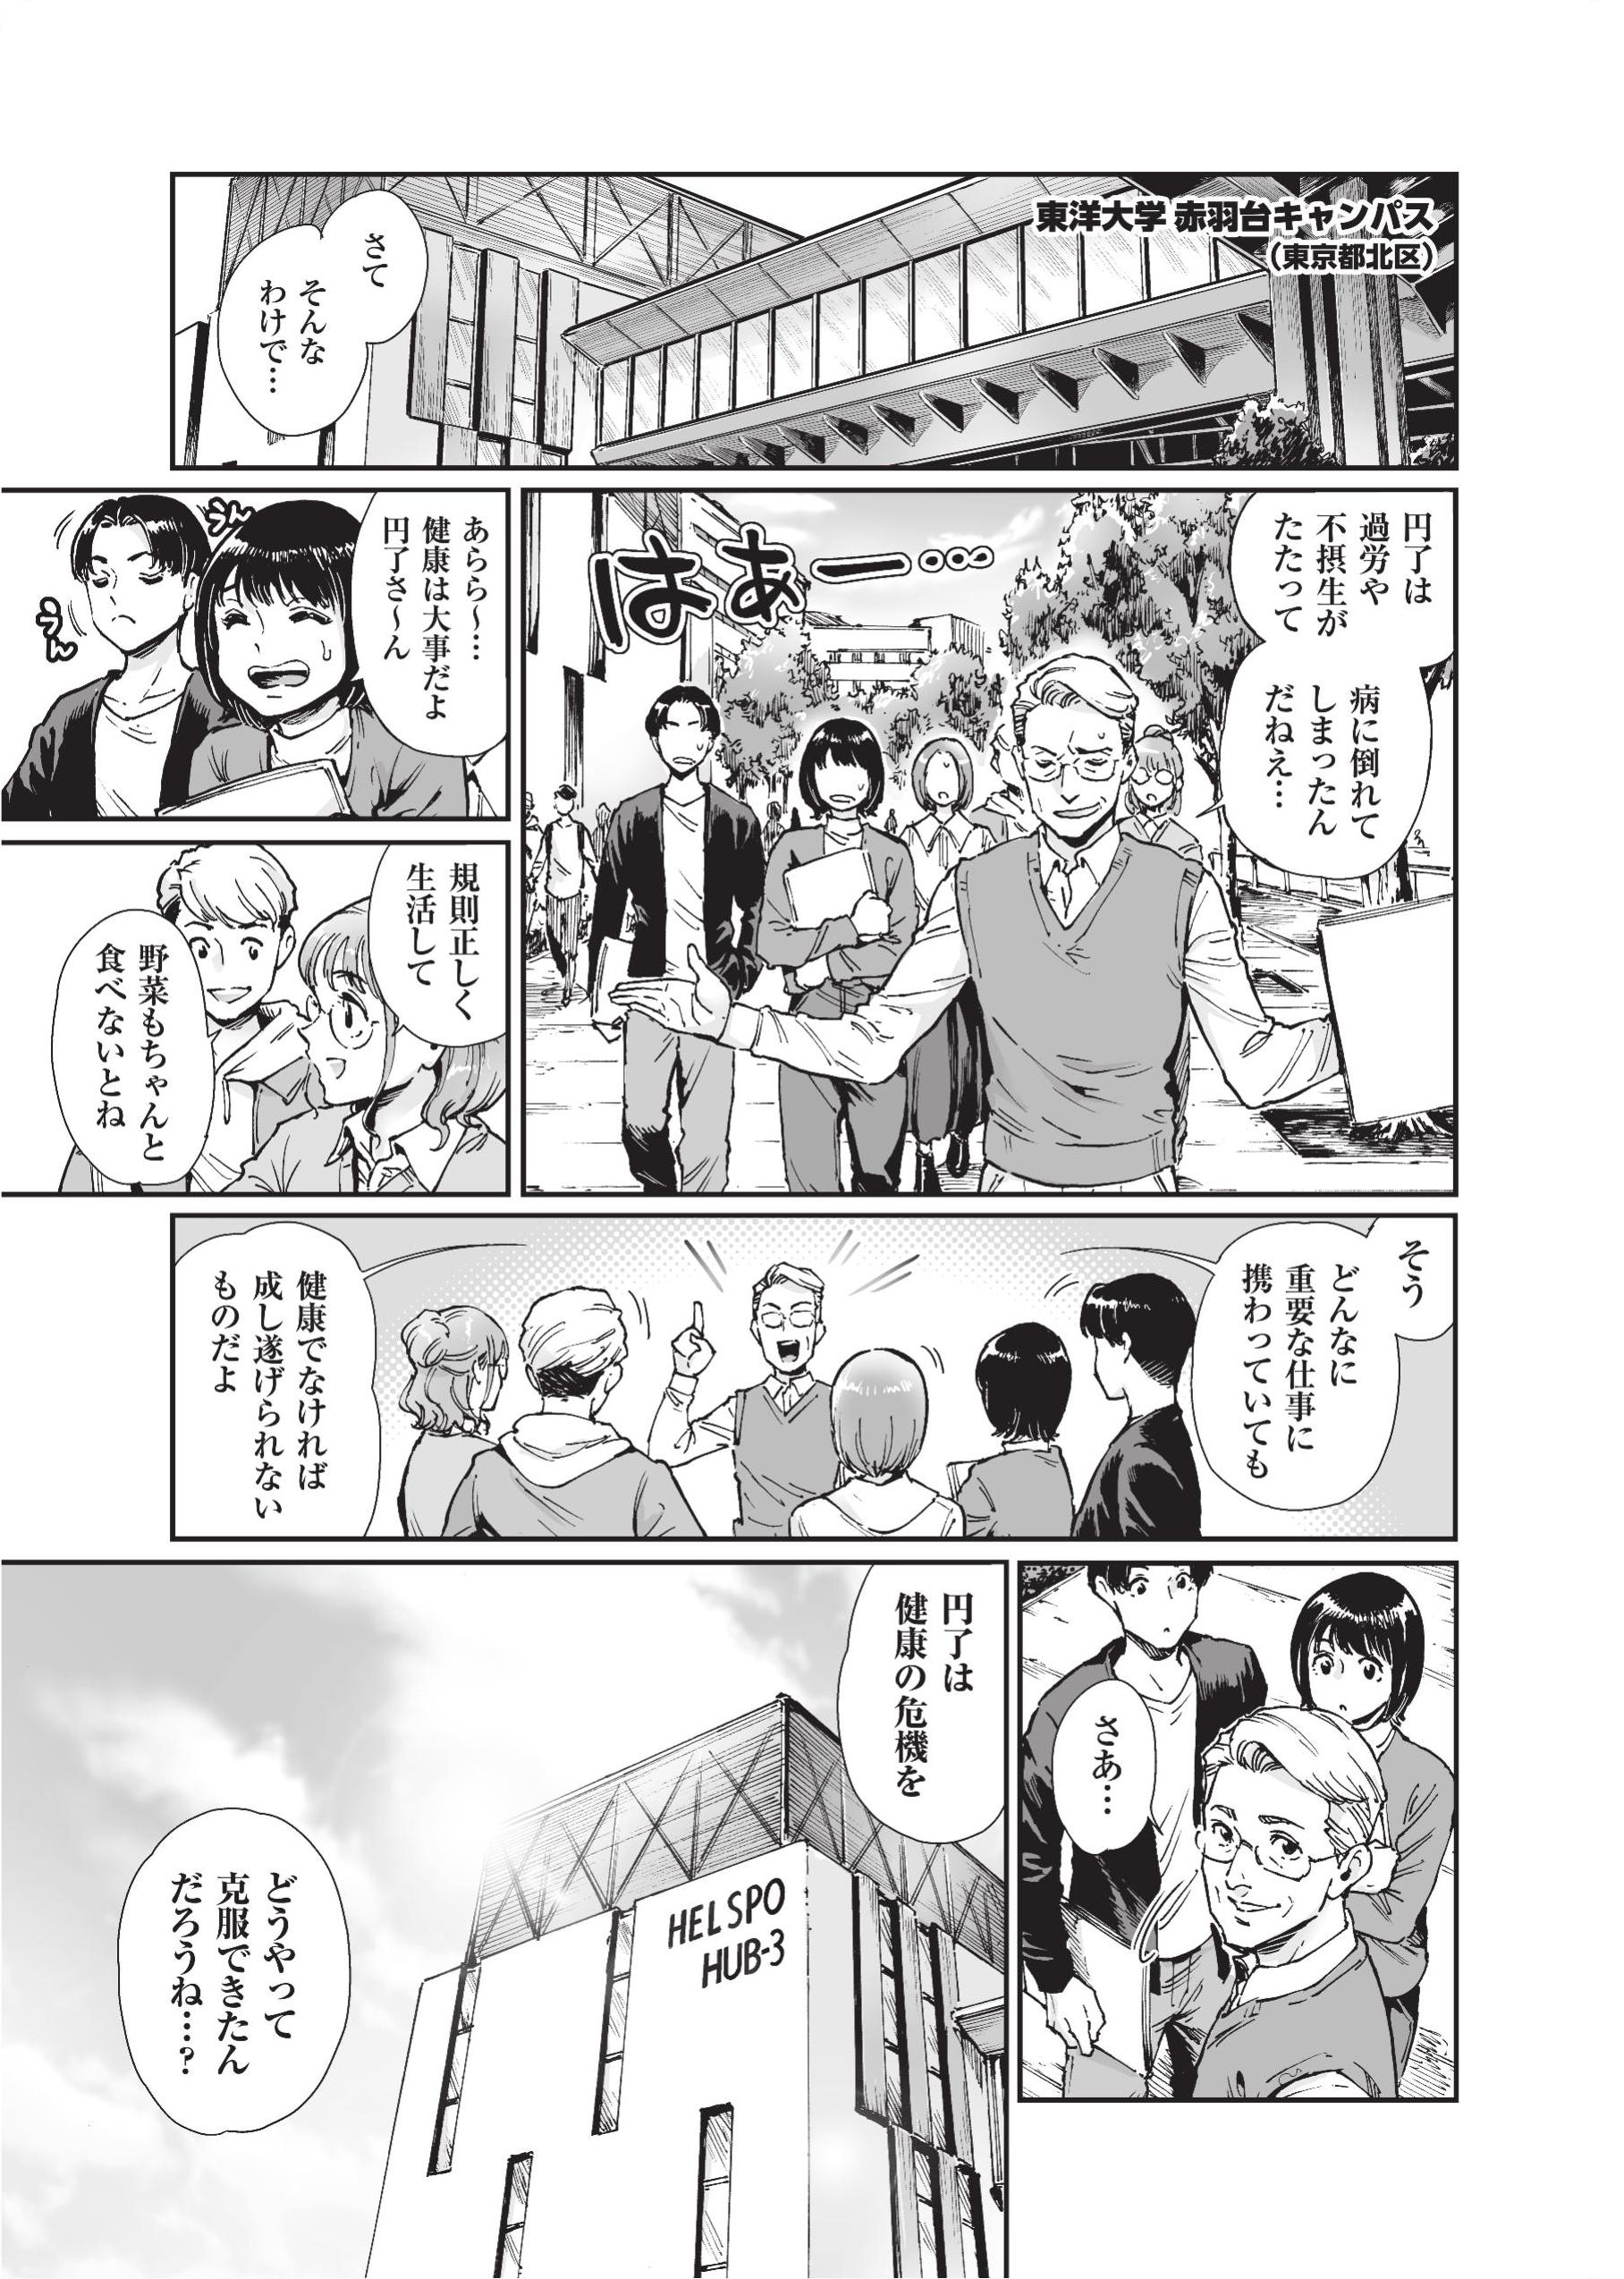 東洋大学 赤羽台キャンパス
（東京都北区）
さて
そんな
わけで…
円了は
過労や
不摂生が
たたって
病に倒れて
しまったん
だねえ…
はぁー…
あらら〜…
健康は大事だよ
円了さ〜ん
うん
うん
規則正しく
生活して
野菜もちゃんと
食べないとね
そう
どんなに
重要な仕事に
携わっていても
健康でなければ
成し遂げられない
ものだよ
さあ…
円了は
健康の危機を
HELSPO
HUB-3
どうやって
克服できたん
だろうね…?